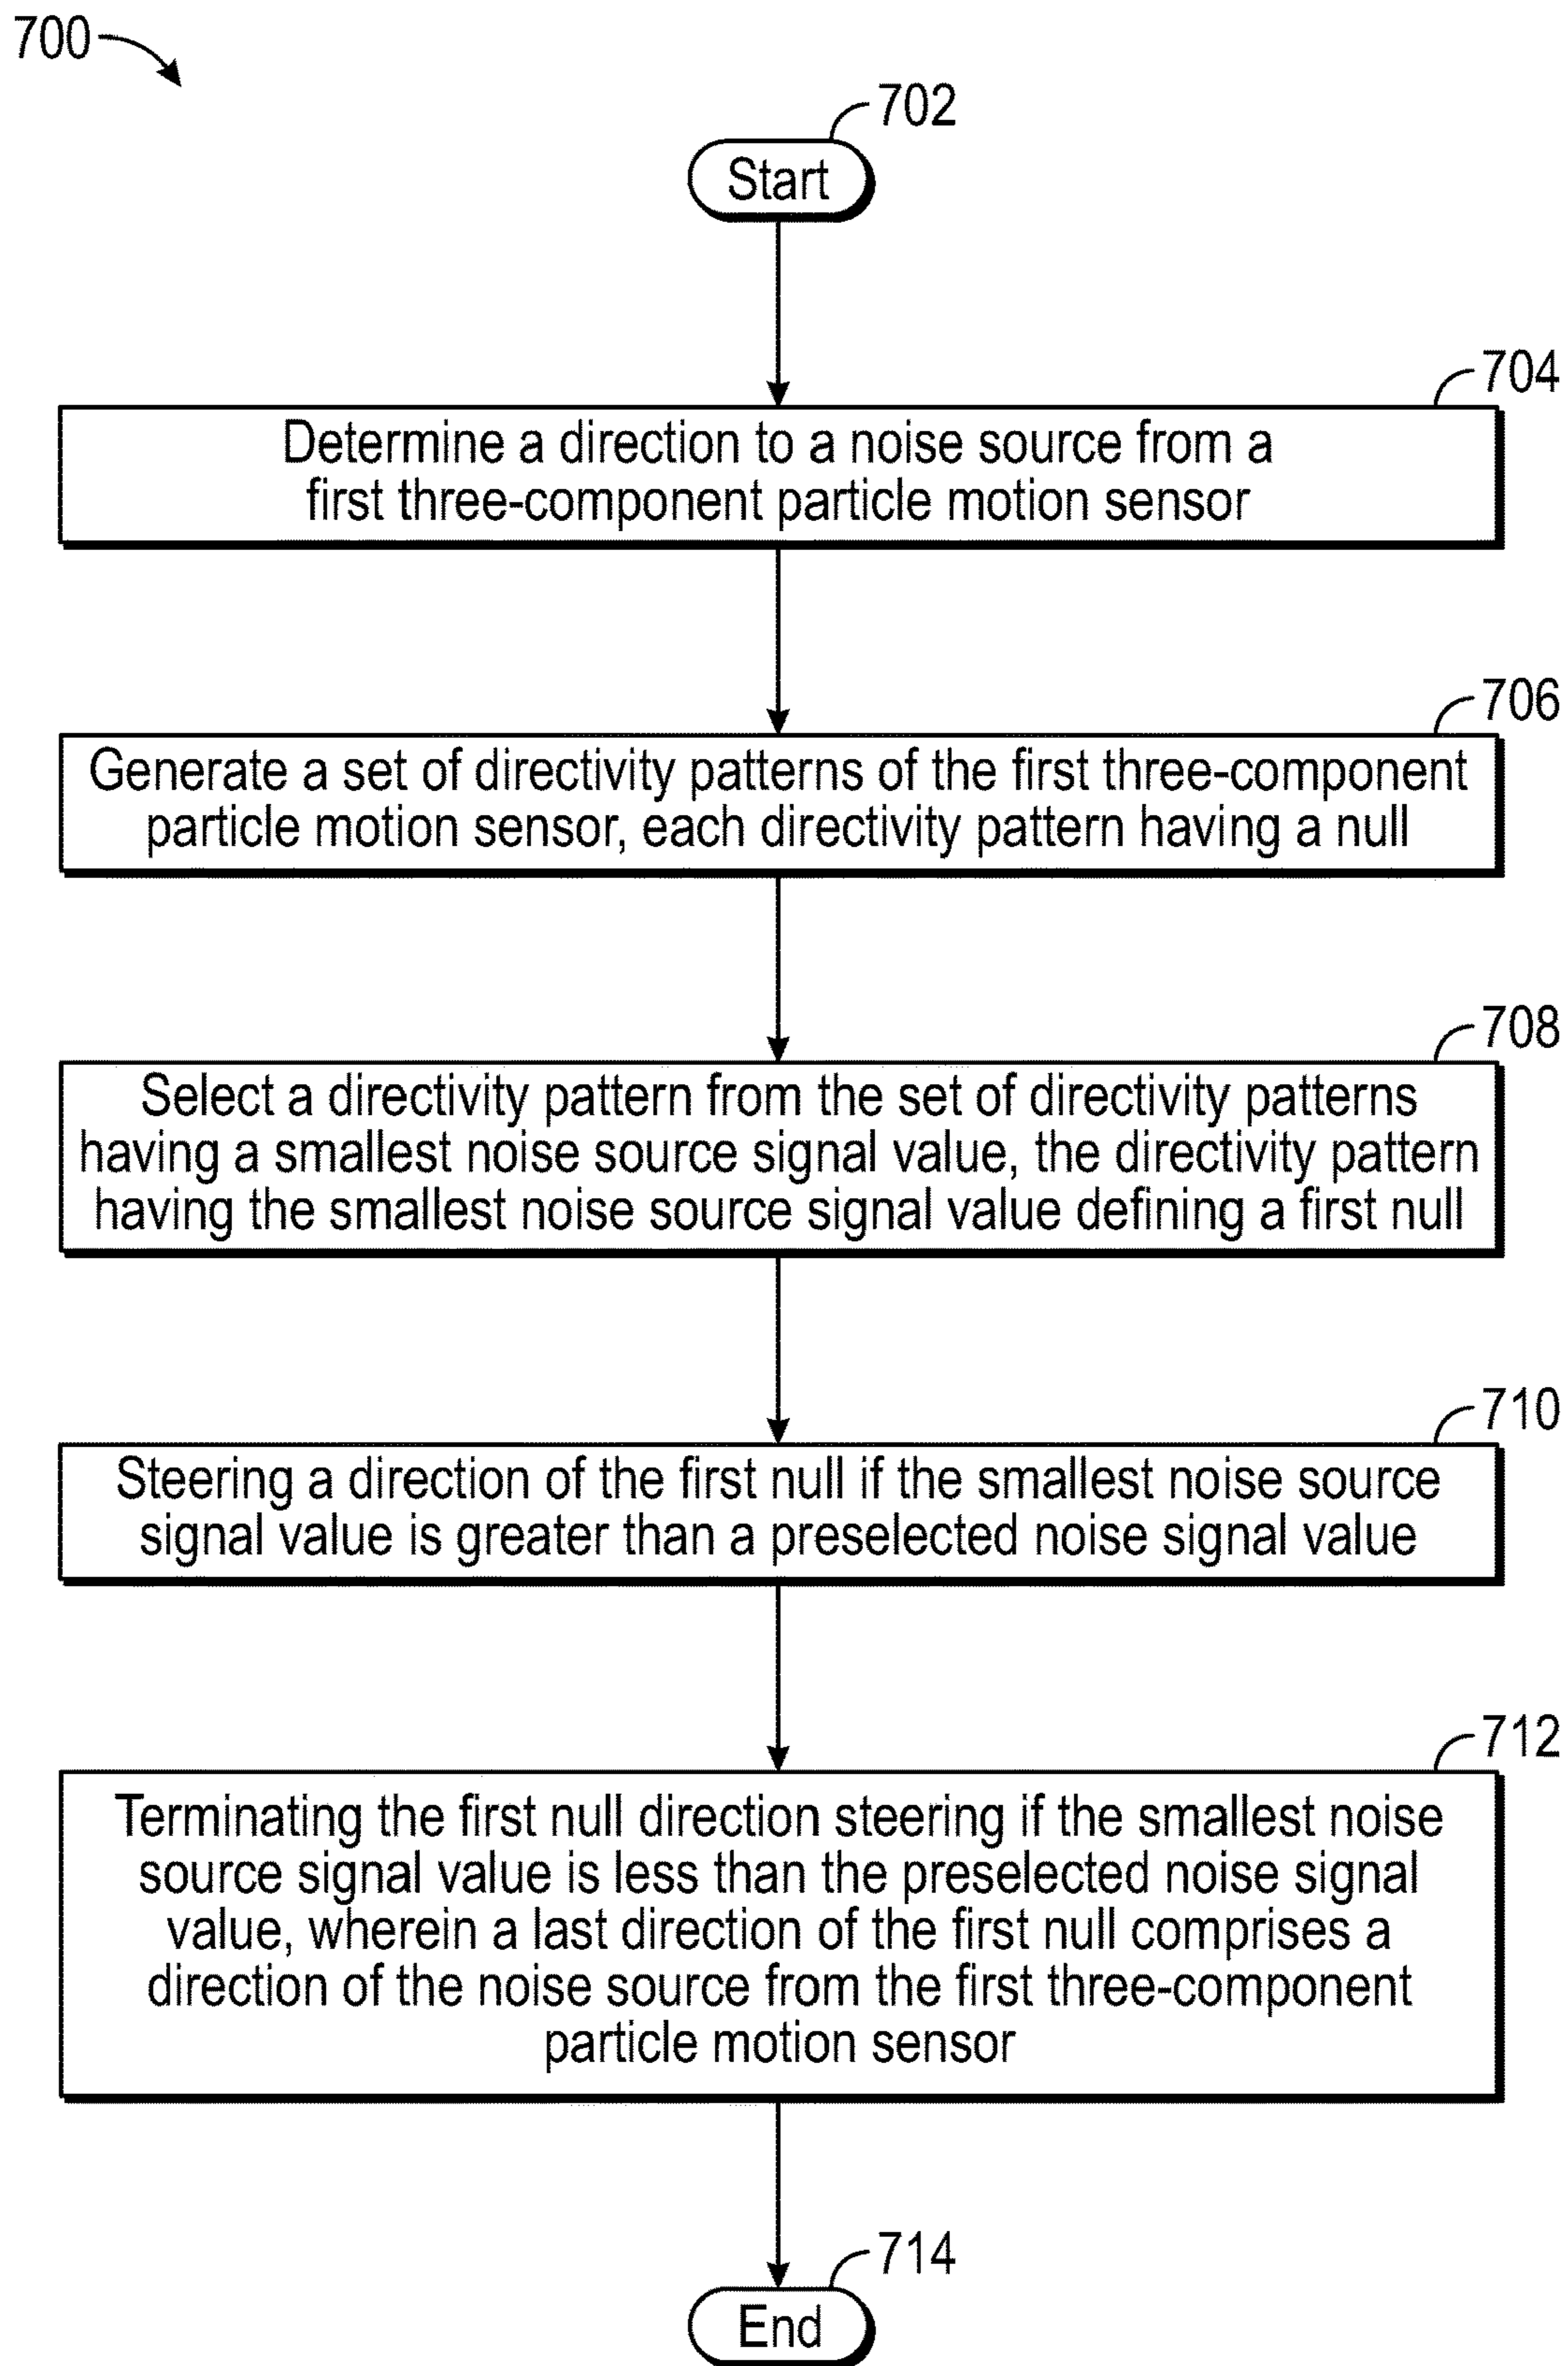 700
702
Start
704
Determine a direction to a noise source from a
first three-component particle motion sensor
706
Generate a set of directivity patterns of the first three-component
particle motion sensor, each directivity pattern having a null
708
Select a directivity pattern from the set of directivity patterns
having a smallest noise source signal value, the directivity pattern
having the smallest noise source signal value defining a first null
710
Steering a direction of the first null if the smallest noise source
signal value is greater than a preselected noise signal value
712
Terminating the first null direction steering if the smallest noise
source signal value is less than the preselected noise signal
value, wherein a last direction of the first null comprises a
direction of the noise source from the first three-component
particle motion sensor
714
End